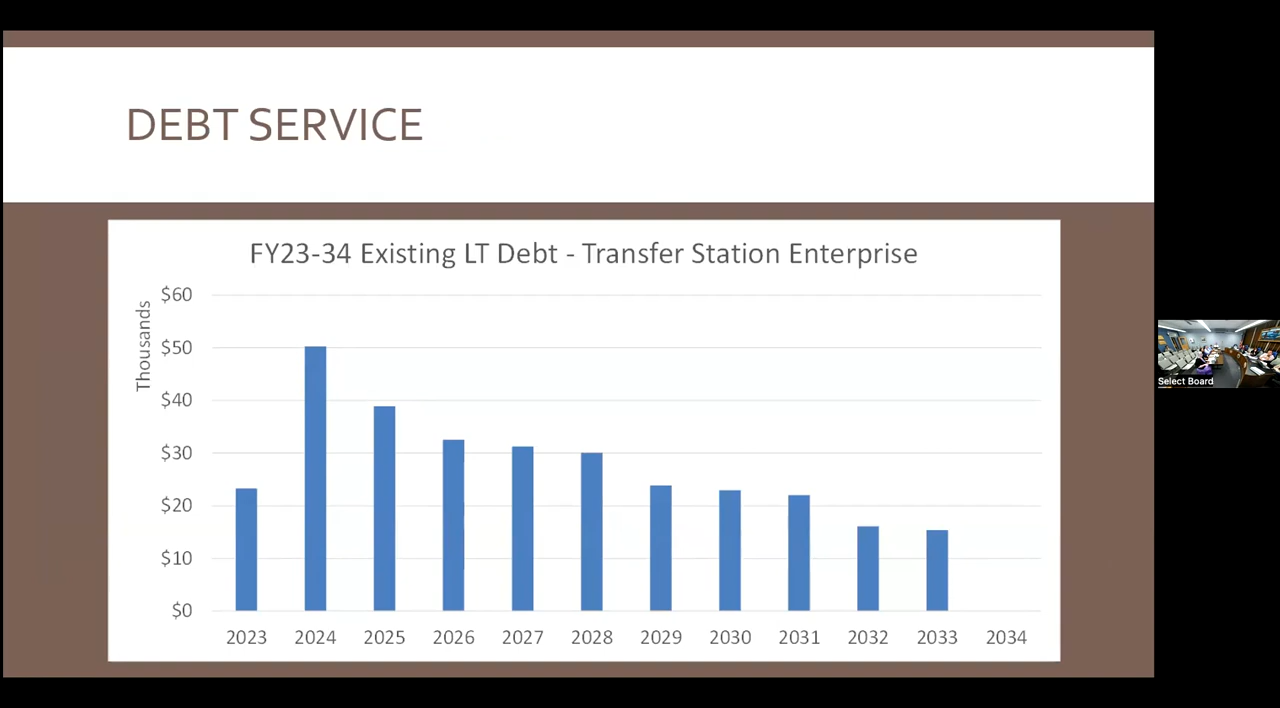 DEBT SERVICE
FY23-34 Existing LT Debt - Transfer Station Enterprise
Thousands
$60
$50
$40
$30
$20
$10
$0
2023 2024 2025 2026 2027 2028 2029 2030 2031 2032 2033 2034
Select Board